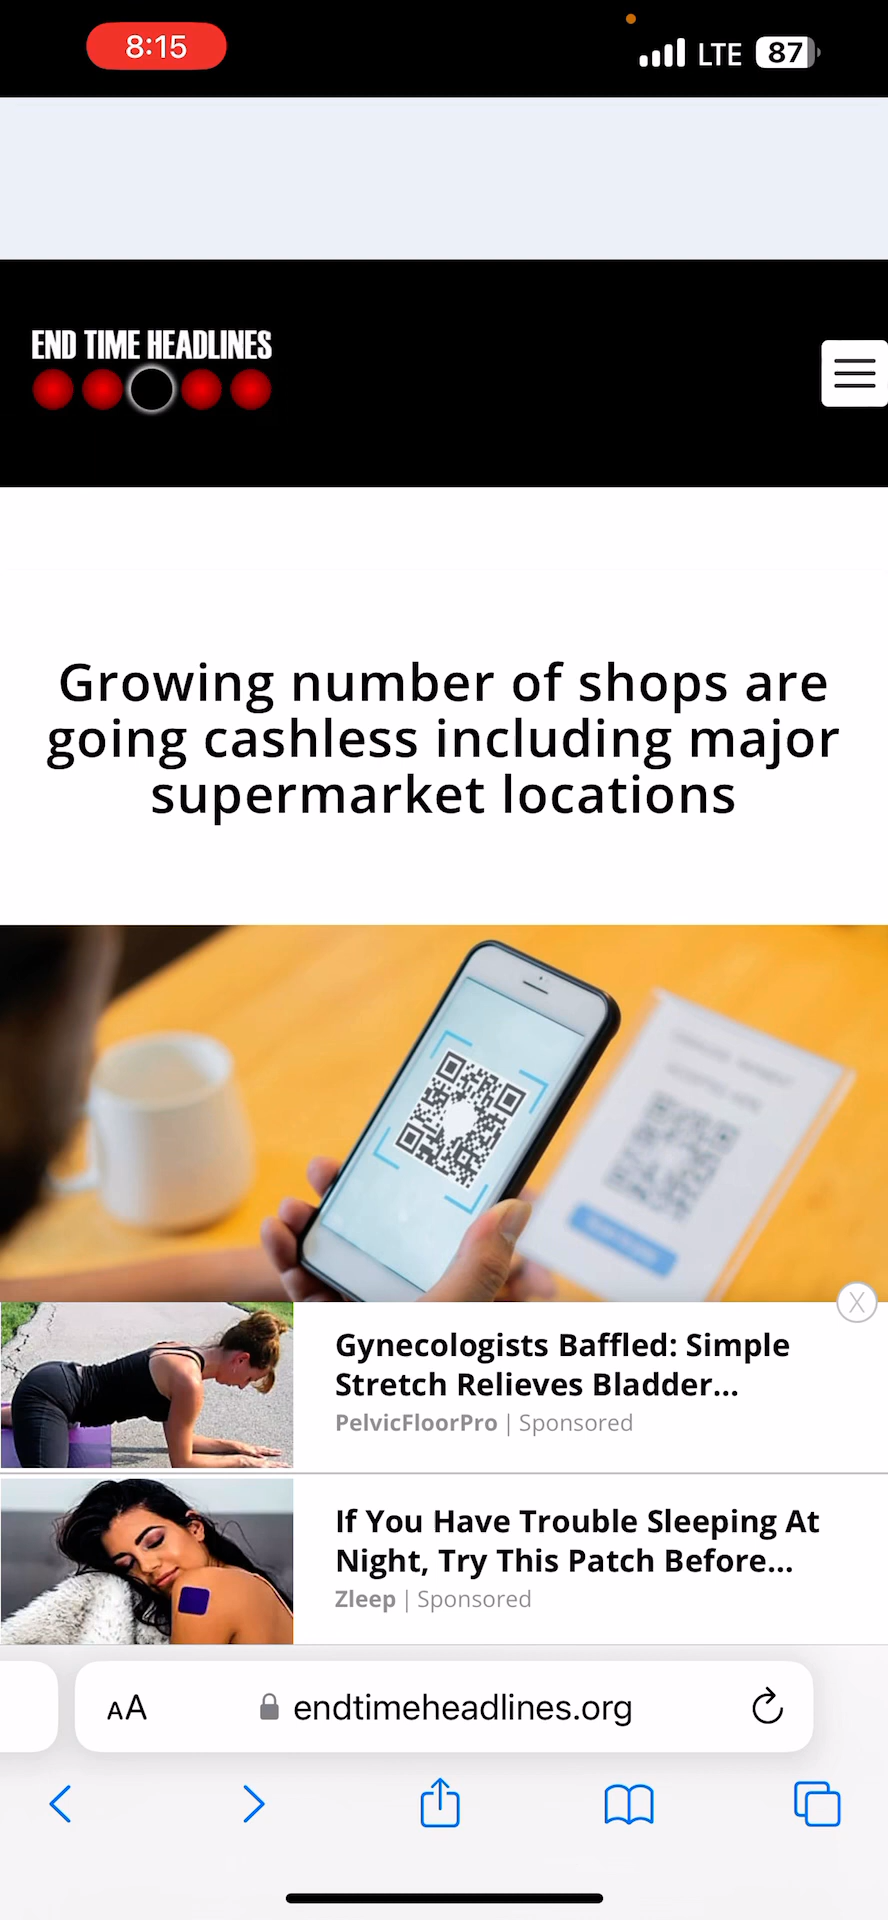 8:15
LTE 87
END TIME HEADLINES
Growing number of shops are
going cashless including major
supermarket locations
X
Gynecologists Baffled: Simple
Stretch Relieves Bladder...
PelvicFloorPro | Sponsored
If You Have Trouble Sleeping At
Night, Try This Patch Before...
Zleep | Sponsored
AA endtimeheadlines.org